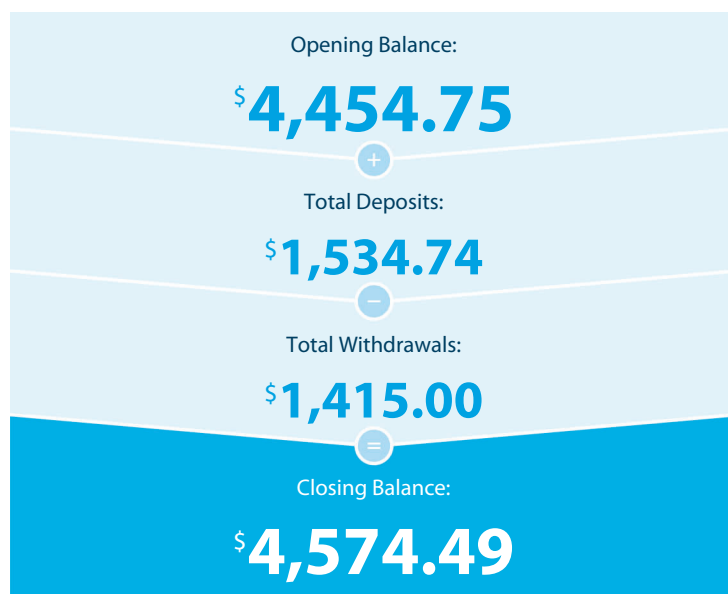 Opening Balance:
$4,454.75
+
Total Deposits:
$1,534.74
−
Total Withdrawals:
$1,415.00
=
Closing Balance:
$4,574.49